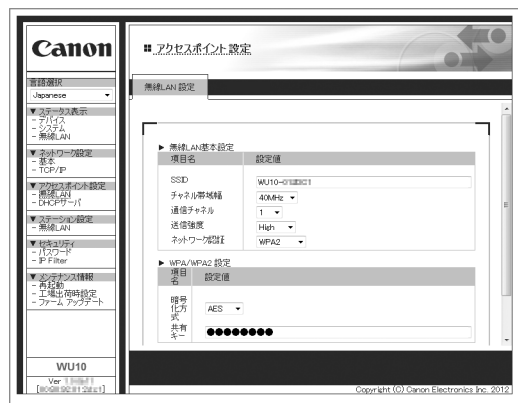 Canon
アクセスポイント設定
言語選択
Japanese
▼ ステータス表示
- デバイス
- システム
- 無線LAN
▼ ネットワーク設定
- 基本
- TCP/IP
▼ アクセスポイント設定
- 無線LAN
- DHCPサーバ
▼ ステーション設定
- 無線LAN
▼ セキュリティ
- パスワード
- IP Filter
▼ メンテナンス情報
- 再起動
- 工場出荷時設定
- ファーム アップデート
WU10
Ver
無線LAN 設定
► 無線LAN基本設定
項目名 設定値
SSID WU10-
チャネル帯域幅 40MHz
通信チャネル 1
送信強度 High
ネットワーク認証 WPA2
► WPA/WPA2 設定
項目名 設定値
暗号化方式 AES
共有キー ●●●●●●●●
Copyright (C) Canon Electronics Inc. 2012